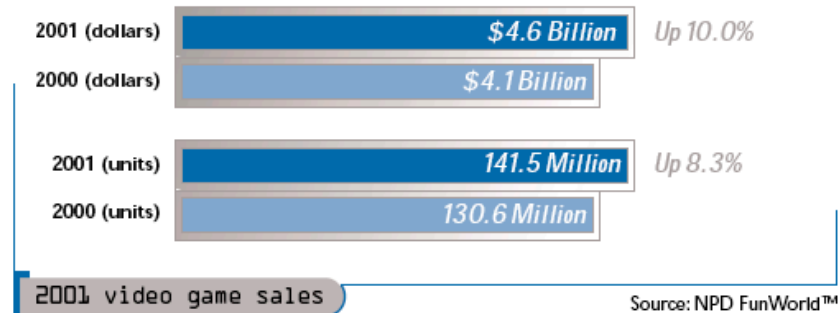 2001 (dollars) $4.6 Billion Up 10.0%
2000 (dollars) $4.1 Billion
2001 (units) 141.5 Million Up 8.3%
2000 (units) 130.6 Million
2001 video game sales
Source: NPD FunWorld™